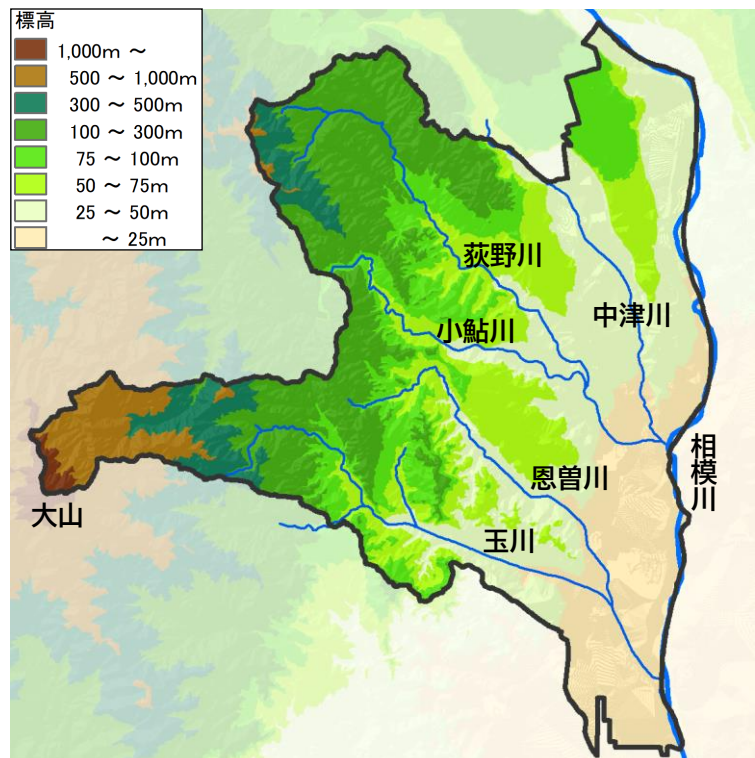 標高
1,000m ～
500 ～ 1,000m
300 ～ 500m
100 ～ 300m
75 ～ 100m
50 ～ 75m
25 ～ 50m
～ 25m
荻野川
中津川
小鮎川
相模川
恩曽川
大山
玉川